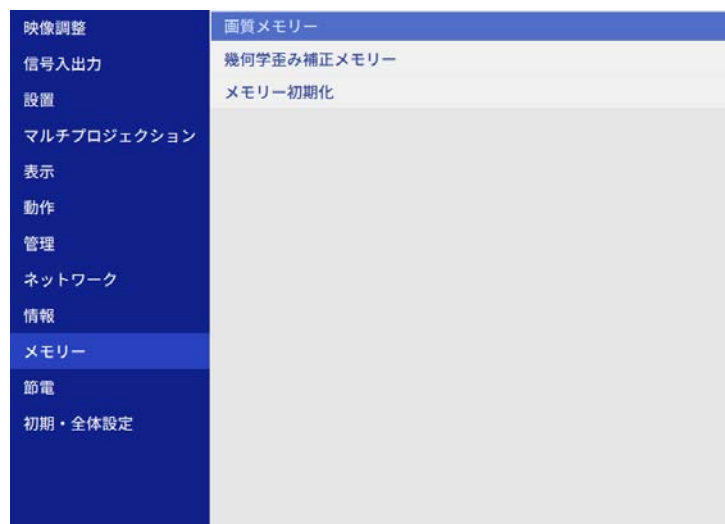 映像調整
信号入出力
設置
マルチプロジェクション
表示
動作
管理
ネットワーク
情報
メモリー
節電
初期・全体設定
画質メモリー
幾何学歪み補正メモリー
メモリー初期化